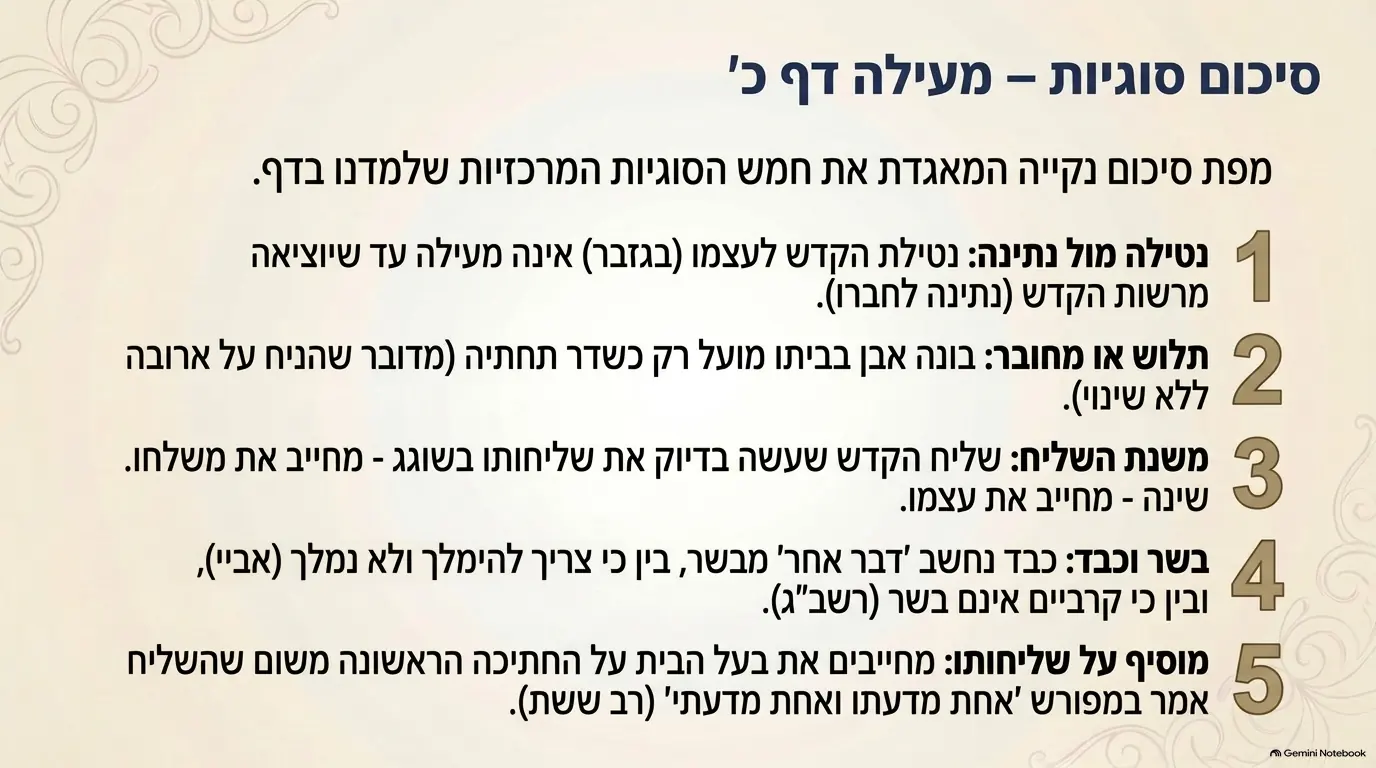 סיכום סוגיות – מעילה דף כ'
מפת סיכום נקייה המאגדת את חמש הסוגיות המרכזיות שלמדנו בדף.
1 נטילה מול נתינה: נטילת הקדש לעצמו (בגזבר) אינה מעילה עד שיוציאה
מרשות הקדש (נתינה לחברו).
2 תלוש או מחובר: בונה אבן בביתו מועל רק כשדר תחתיה (מדובר שהניח על ארובה
ללא שינוי).
3 משנת השליח: שליח הקדש שעשה בדיוק את שליחותו בשוגג - מחייב את משלחו.
שינה - מחייב את עצמו.
4 בשר וכבד: כבד נחשב 'דבר אחר' מבשר, בין כי צריך להימלך ולא נמלך (אביי),
ובין כי קרביים אינם בשר (רשב"ג).
5 מוסיף על שליחותו: מחייבים את בעל הבית על החתיכה הראשונה משום שהשליח
אמר במפורש 'אחת מדעתו ואחת מדעתי' (רב ששת).
Gemini Notebook